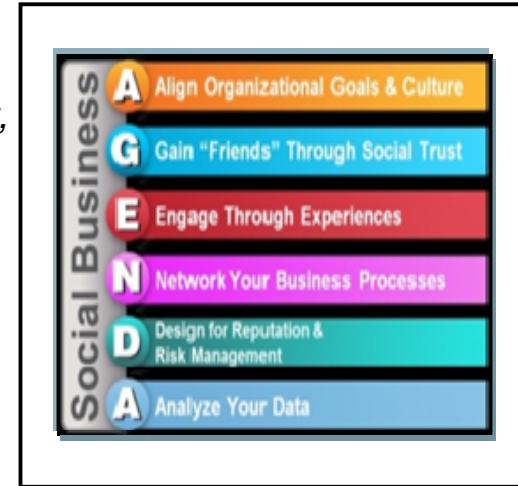 ,
Social Business
A Align Organizational Goals & Culture
G Gain “Friends” Through Social Trust
E Engage Through Experiences
N Network Your Business Processes
D Design for Reputation &
Risk Management
A Analyze Your Data